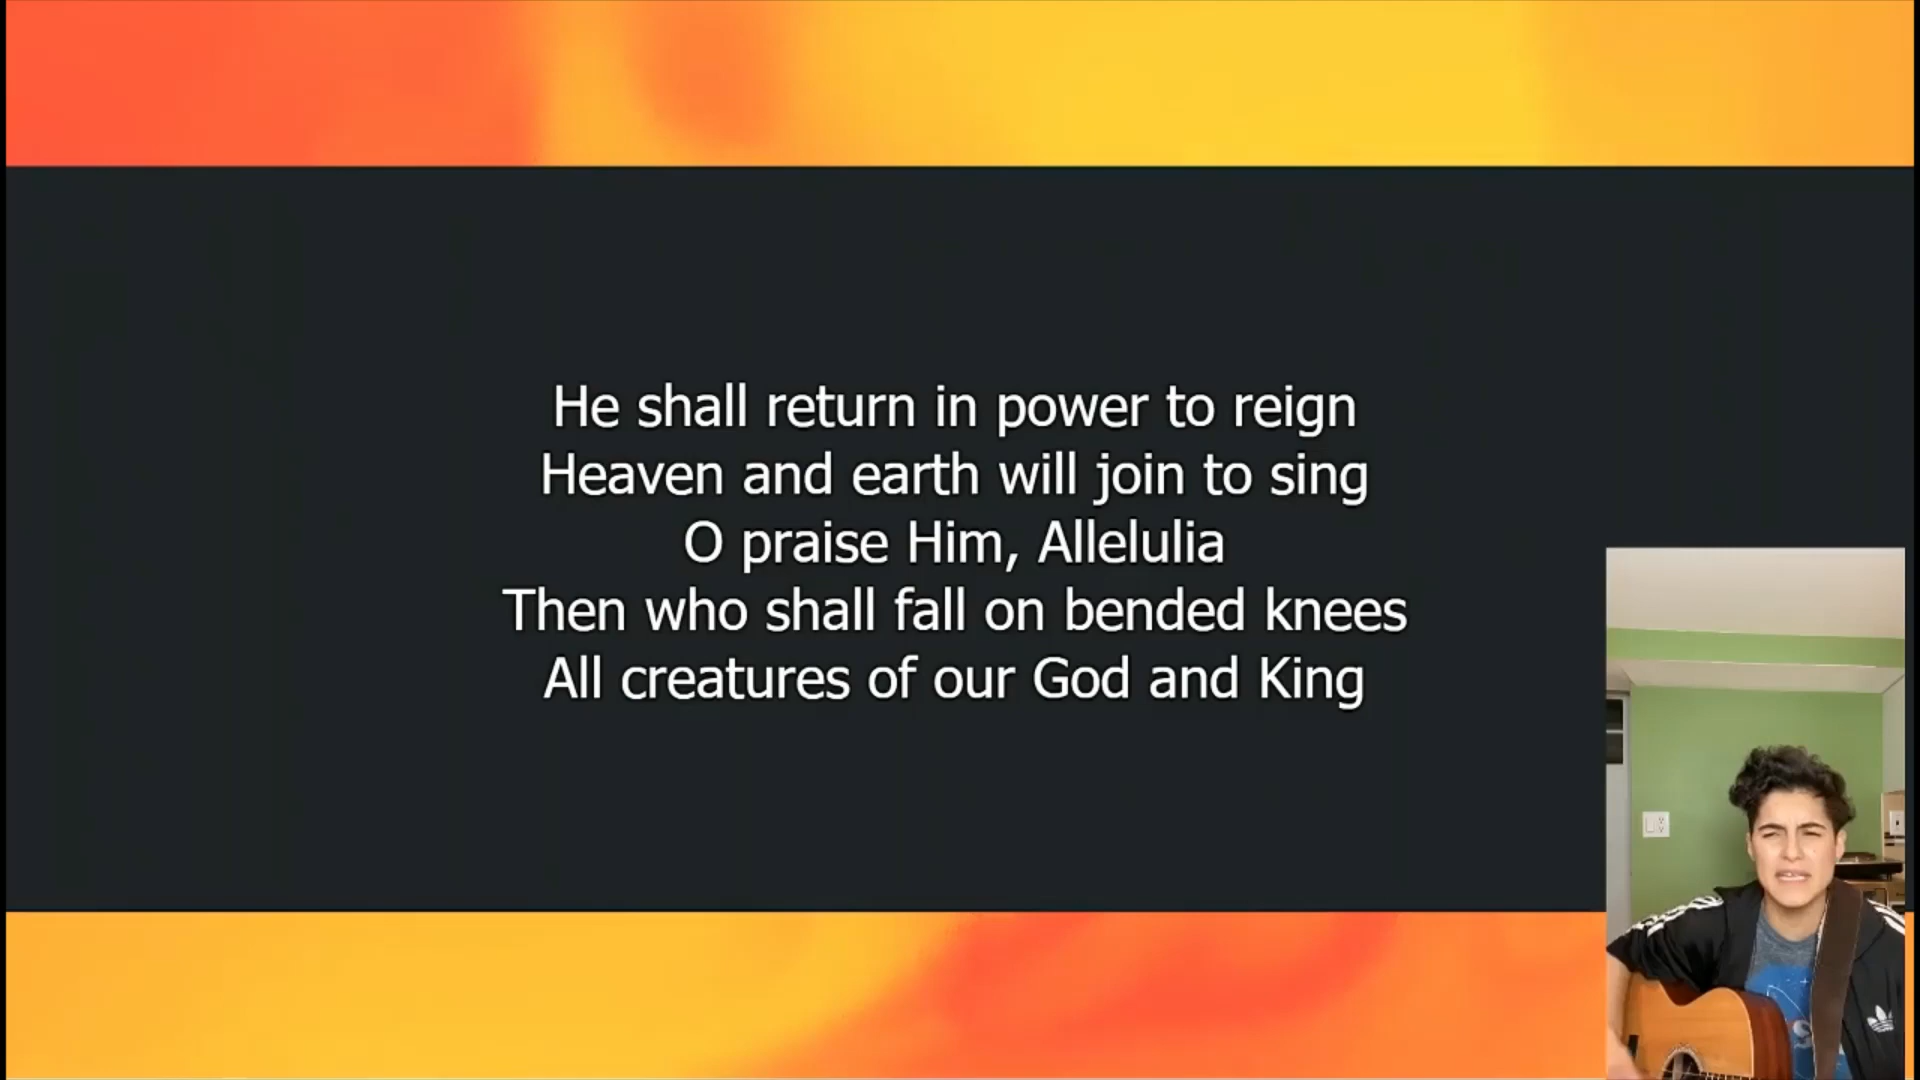 He shall return in power to reign
Heaven and earth will join to sing
O praise Him, Allelulia
Then who shall fall on bended knees
All creatures of our God and King